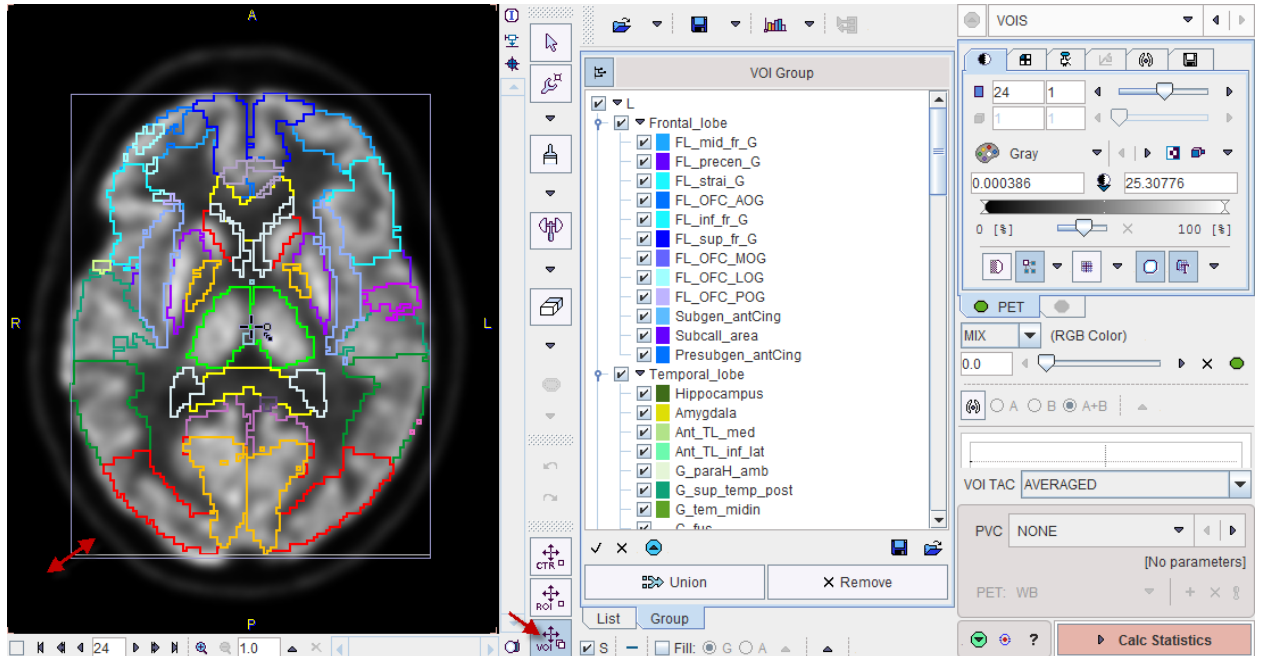 A
R
L
P
24
1.0
CTR
ROI
VOI
VOI Group
L
Frontal_lobe
FL_mid_fr_G
FL_precen_G
FL_strai_G
FL_OFC_AOG
FL_inf_fr_G
FL_sup_fr_G
FL_OFC_MOG
FL_OFC_LOG
FL_OFC_POG
Subgen_antCing
Subcall_area
Presubgen_antCing
Temporal_lobe
Hippocampus
Amygdala
Ant_TL_med
Ant_TL_inf_lat
G_paraH_amb
G_sup_temp_post
G_tem_midin
G_fus
Union
Remove
List Group
S Fill: G A
VOIS
24 1
1 1
Gray
0.000386 25.30776
0 [%] 100 [%]
PET
MIX (RGB Color)
0.0
A B A+B
VOI TAC AVERAGED
PVC NONE
[No parameters]
PET: WB
? Calc Statistics